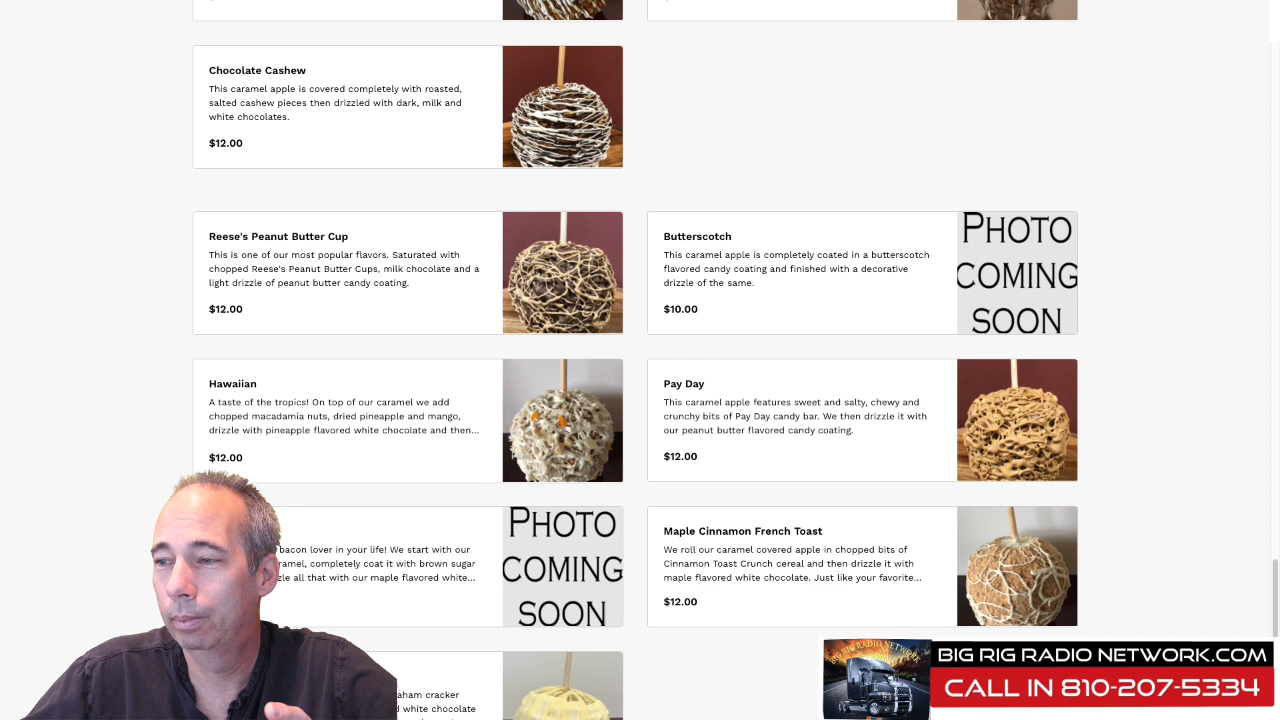 Chocolate Cashew
This caramel apple is covered completely with roasted,
salted cashew pieces then drizzled with dark, milk and
white chocolates.
$12.00
Reese's Peanut Butter Cup
This is one of our most popular flavors. Saturated with
chopped Reese's Peanut Butter Cups, milk chocolate and a
light drizzle of peanut butter candy coating.
$12.00
Butterscotch
This caramel apple is completely coated in a butterscotch
flavored candy coating and finished with a decorative
drizzle of the same.
$10.00
PHOTO
COMING
SOON
Hawaiian
A taste of the tropics! On top of our caramel we add
chopped macadamia nuts, dried pineapple and mango,
drizzle with pineapple flavored white chocolate and then...
$12.00
Pay Day
This caramel apple features sweet and salty, chewy and
crunchy bits of Pay Day candy bar. We then drizzle it with
our peanut butter flavored candy coating.
$12.00
bacon lover in your life! We start with our
completely coat it with brown sugar
all that with our maple flavored white...
PHOTO
COMING
SOON
Maple Cinnamon French Toast
We roll our caramel covered apple in chopped bits of
Cinnamon Toast Crunch cereal and then drizzle it with
maple flavored white chocolate. Just like your favorite...
$12.00
cracker
BIG RIG RADIO NETWORK
BIG RIG RADIO NETWORK.COM
CALL IN 810-207-5334